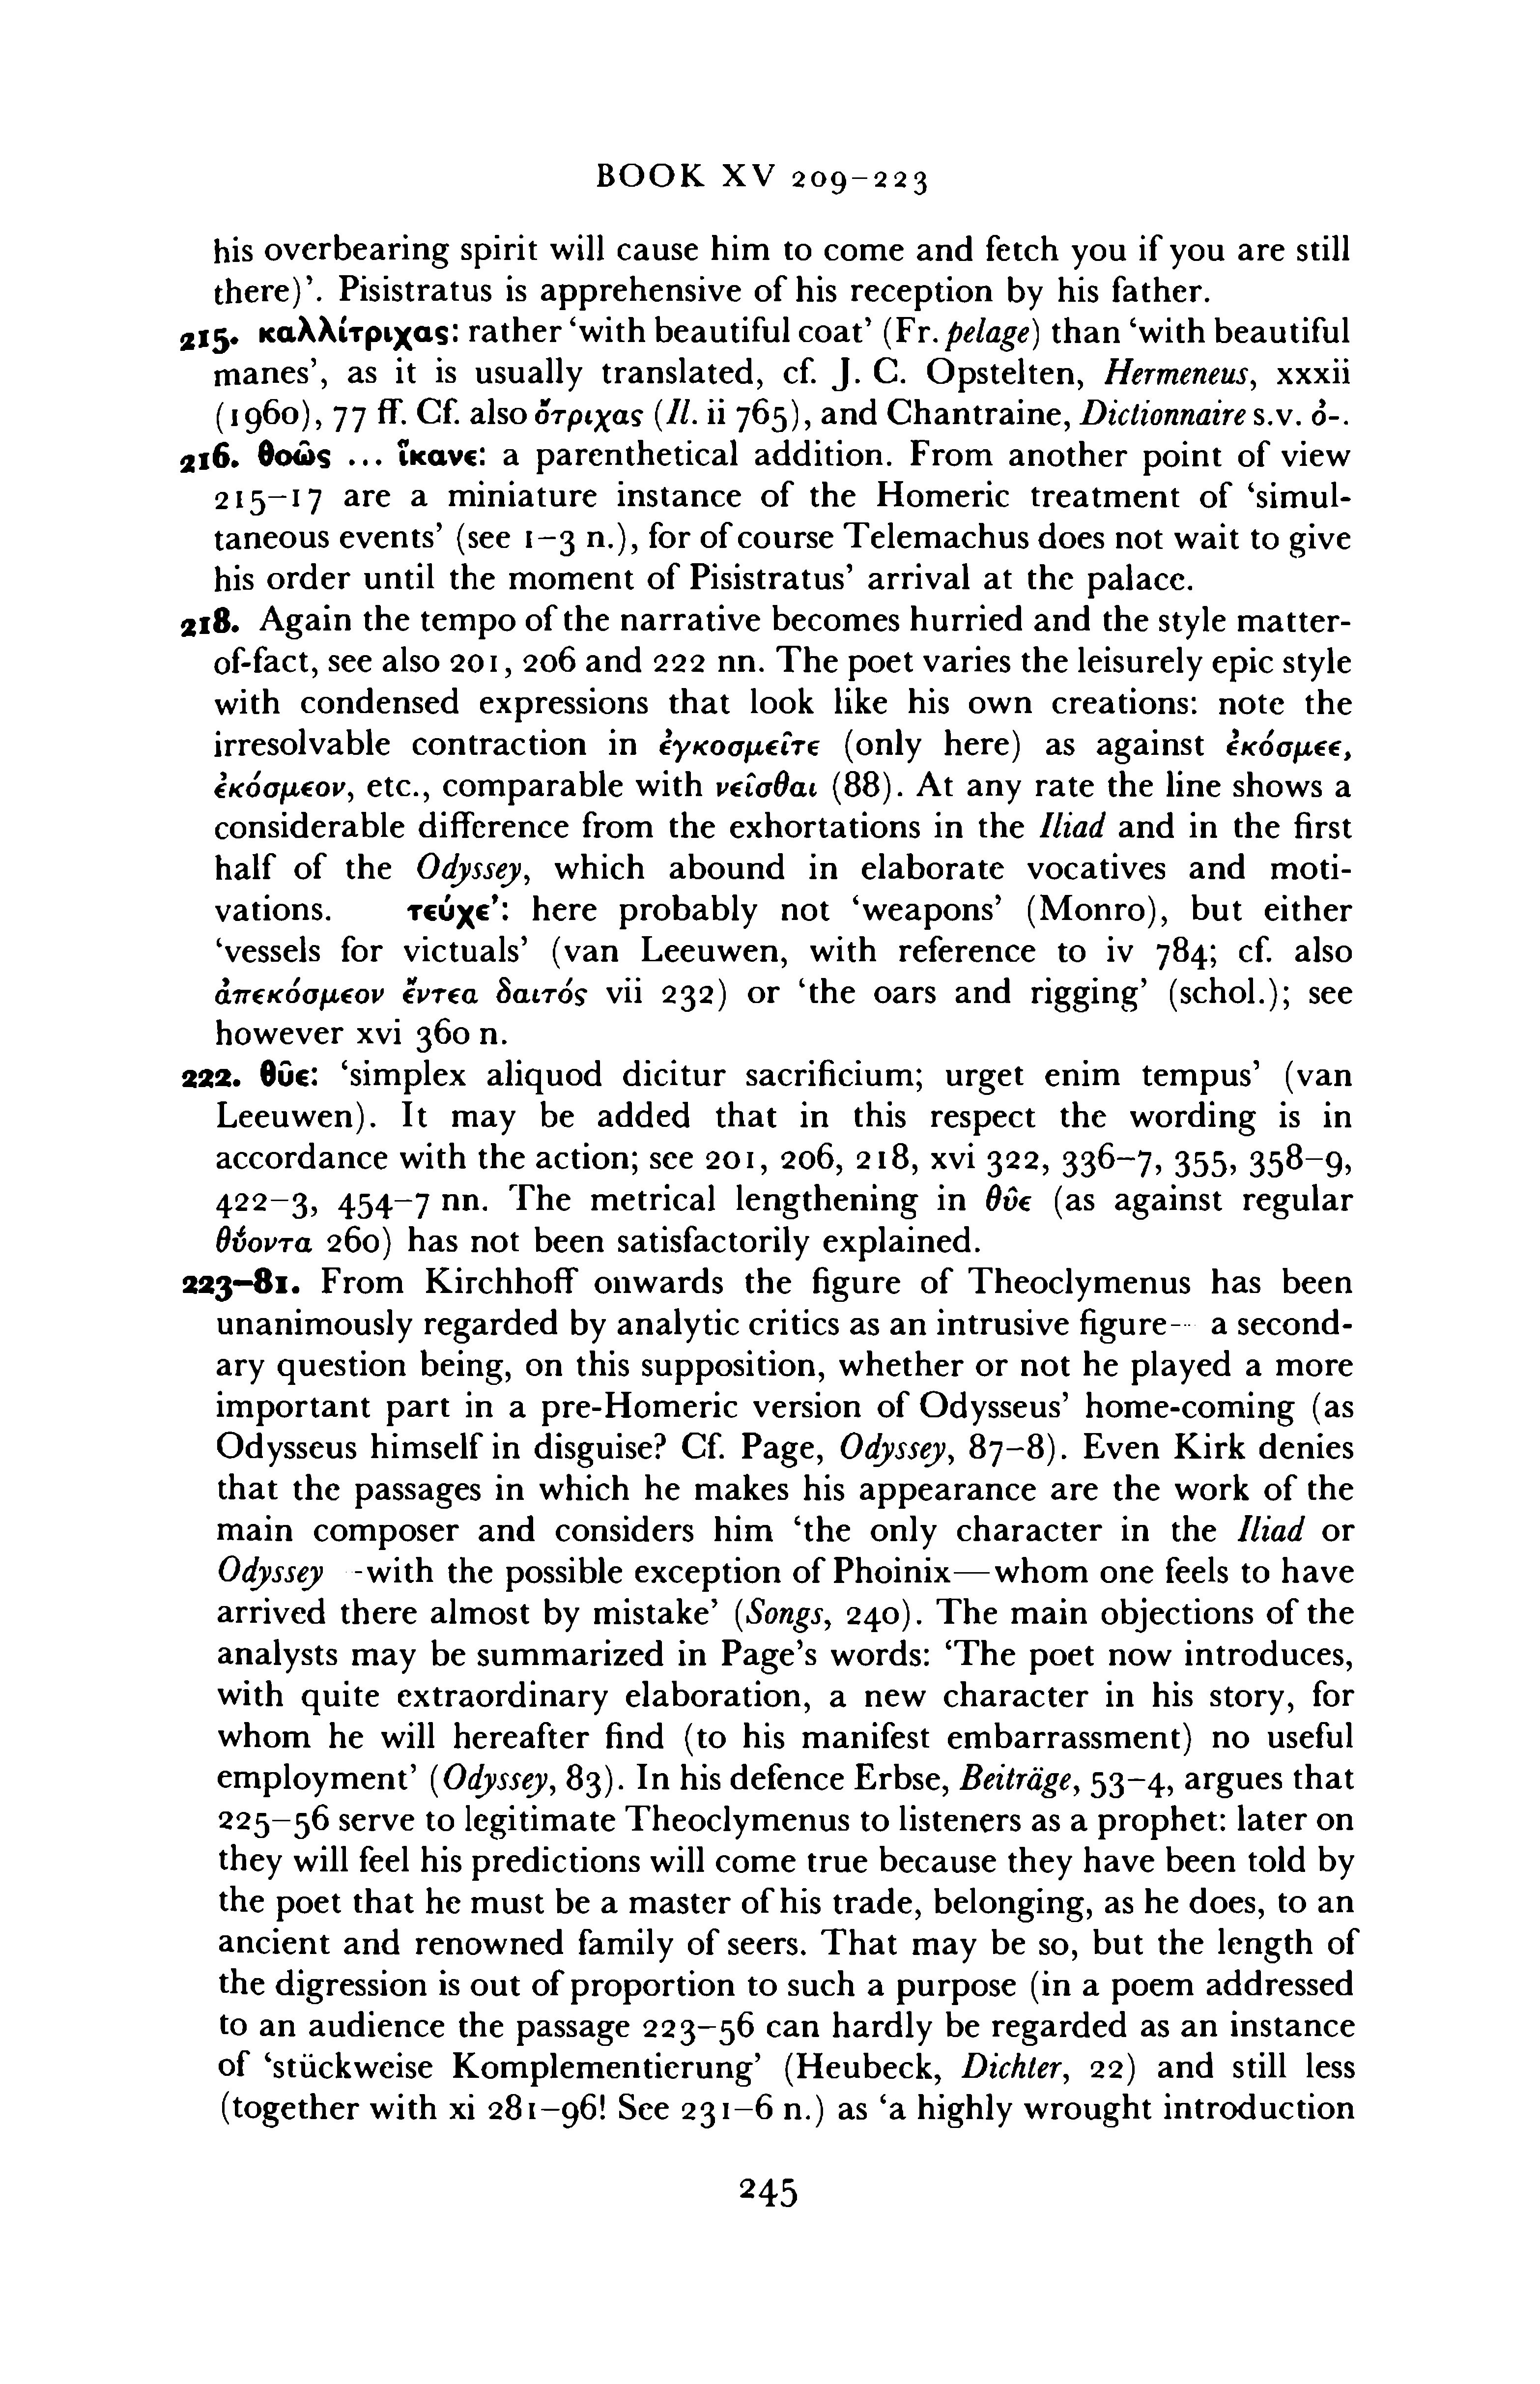 BOOK XV 209–223
his overbearing spirit will cause him to come and fetch you if you are still
there)’. Pisistratus is apprehensive of his reception by his father.
215. καλλίτριχας: rather ‘with beautiful coat’ (Fr. pelage) than ‘with beautiful
manes’, as it is usually translated, cf. J. C. Opstelten, Hermeneus, xxxii
(1960), 77 ff. Cf. also ὄτριχας (Il. ii 765), and Chantraine, Dictionnaire s.v. ὀ-.
216. θοῶς ... ἵκανε: a parenthetical addition. From another point of view
215–17 are a miniature instance of the Homeric treatment of ‘simul-
taneous events’ (see 1–3 n.), for of course Telemachus does not wait to give
his order until the moment of Pisistratus’ arrival at the palace.
218. Again the tempo of the narrative becomes hurried and the style matter-
of-fact, see also 201, 206 and 222 nn. The poet varies the leisurely epic style
with condensed expressions that look like his own creations: note the
irresolvable contraction in ἐγκοσμεῖτε (only here) as against ἐκόσμεε,
ἐκόσμεον, etc., comparable with νεῖσθαι (88). At any rate the line shows a
considerable difference from the exhortations in the Iliad and in the first
half of the Odyssey, which abound in elaborate vocatives and moti-
vations. τεύχε’: here probably not ‘weapons’ (Monro), but either
‘vessels for victuals’ (van Leeuwen, with reference to iv 784; cf. also
ἀπεκόσμεον ἔντεα δαιτός vii 232) or ‘the oars and rigging’ (schol.); see
however xvi 360 n.
222. θῦε: ‘simplex aliquod dicitur sacrificium; urget enim tempus’ (van
Leeuwen). It may be added that in this respect the wording is in
accordance with the action; see 201, 206, 218, xvi 322, 336–7, 355, 358–9,
422–3, 454–7 nn. The metrical lengthening in θῦε (as against regular
θύοντα 260) has not been satisfactorily explained.
223–81. From Kirchhoff onwards the figure of Theoclymenus has been
unanimously regarded by analytic critics as an intrusive figure— a second-
ary question being, on this supposition, whether or not he played a more
important part in a pre-Homeric version of Odysseus’ home-coming (as
Odysseus himself in disguise? Cf. Page, Odyssey, 87–8). Even Kirk denies
that the passages in which he makes his appearance are the work of the
main composer and considers him ‘the only character in the Iliad or
Odyssey—with the possible exception of Phoinix—whom one feels to have
arrived there almost by mistake’ (Songs, 240). The main objections of the
analysts may be summarized in Page’s words: ‘The poet now introduces,
with quite extraordinary elaboration, a new character in his story, for
whom he will hereafter find (to his manifest embarrassment) no useful
employment’ (Odyssey, 83). In his defence Erbse, Beiträge, 53–4, argues that
225–56 serve to legitimate Theoclymenus to listeners as a prophet: later on
they will feel his predictions will come true because they have been told by
the poet that he must be a master of his trade, belonging, as he does, to an
ancient and renowned family of seers. That may be so, but the length of
the digression is out of proportion to such a purpose (in a poem addressed
to an audience the passage 223–56 can hardly be regarded as an instance
of ‘stückweise Komplementierung’ (Heubeck, Dichter, 22) and still less
(together with xi 281–96! See 231–6 n.) as ‘a highly wrought introduction
245